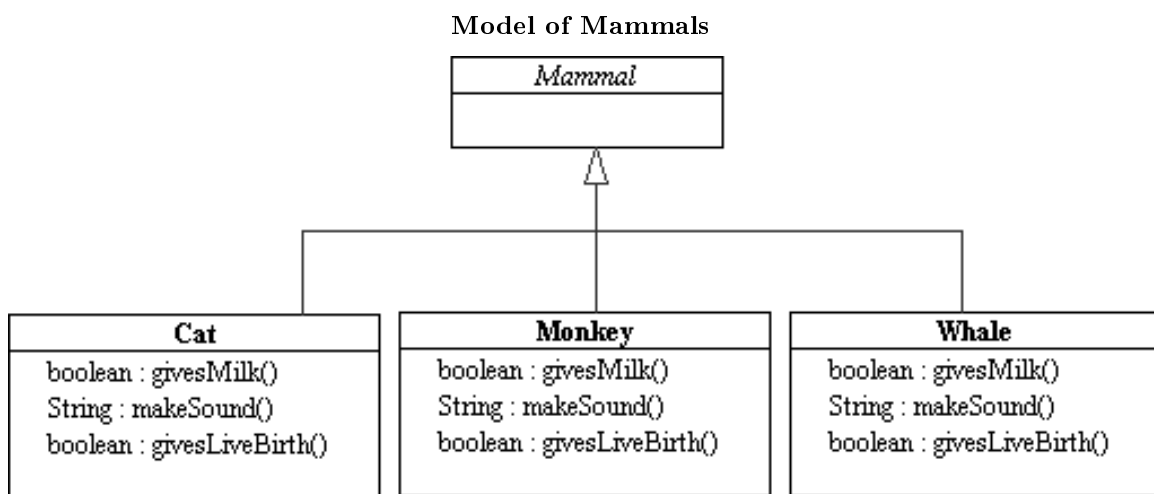 Model of Mammals
Mammal
Cat
boolean : givesMilk()
String : makeSound()
boolean : givesLiveBirth()
Monkey
boolean : givesMilk()
String : makeSound()
boolean : givesLiveBirth()
Whale
boolean : givesMilk()
String : makeSound()
boolean : givesLiveBirth()